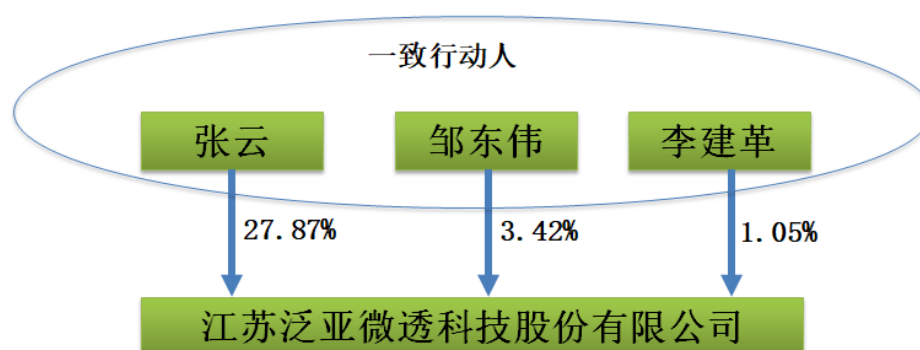 一致行动人
张云
邹东伟
李建革
27.87%
3.42%
1.05%
江苏泛亚微透科技股份有限公司